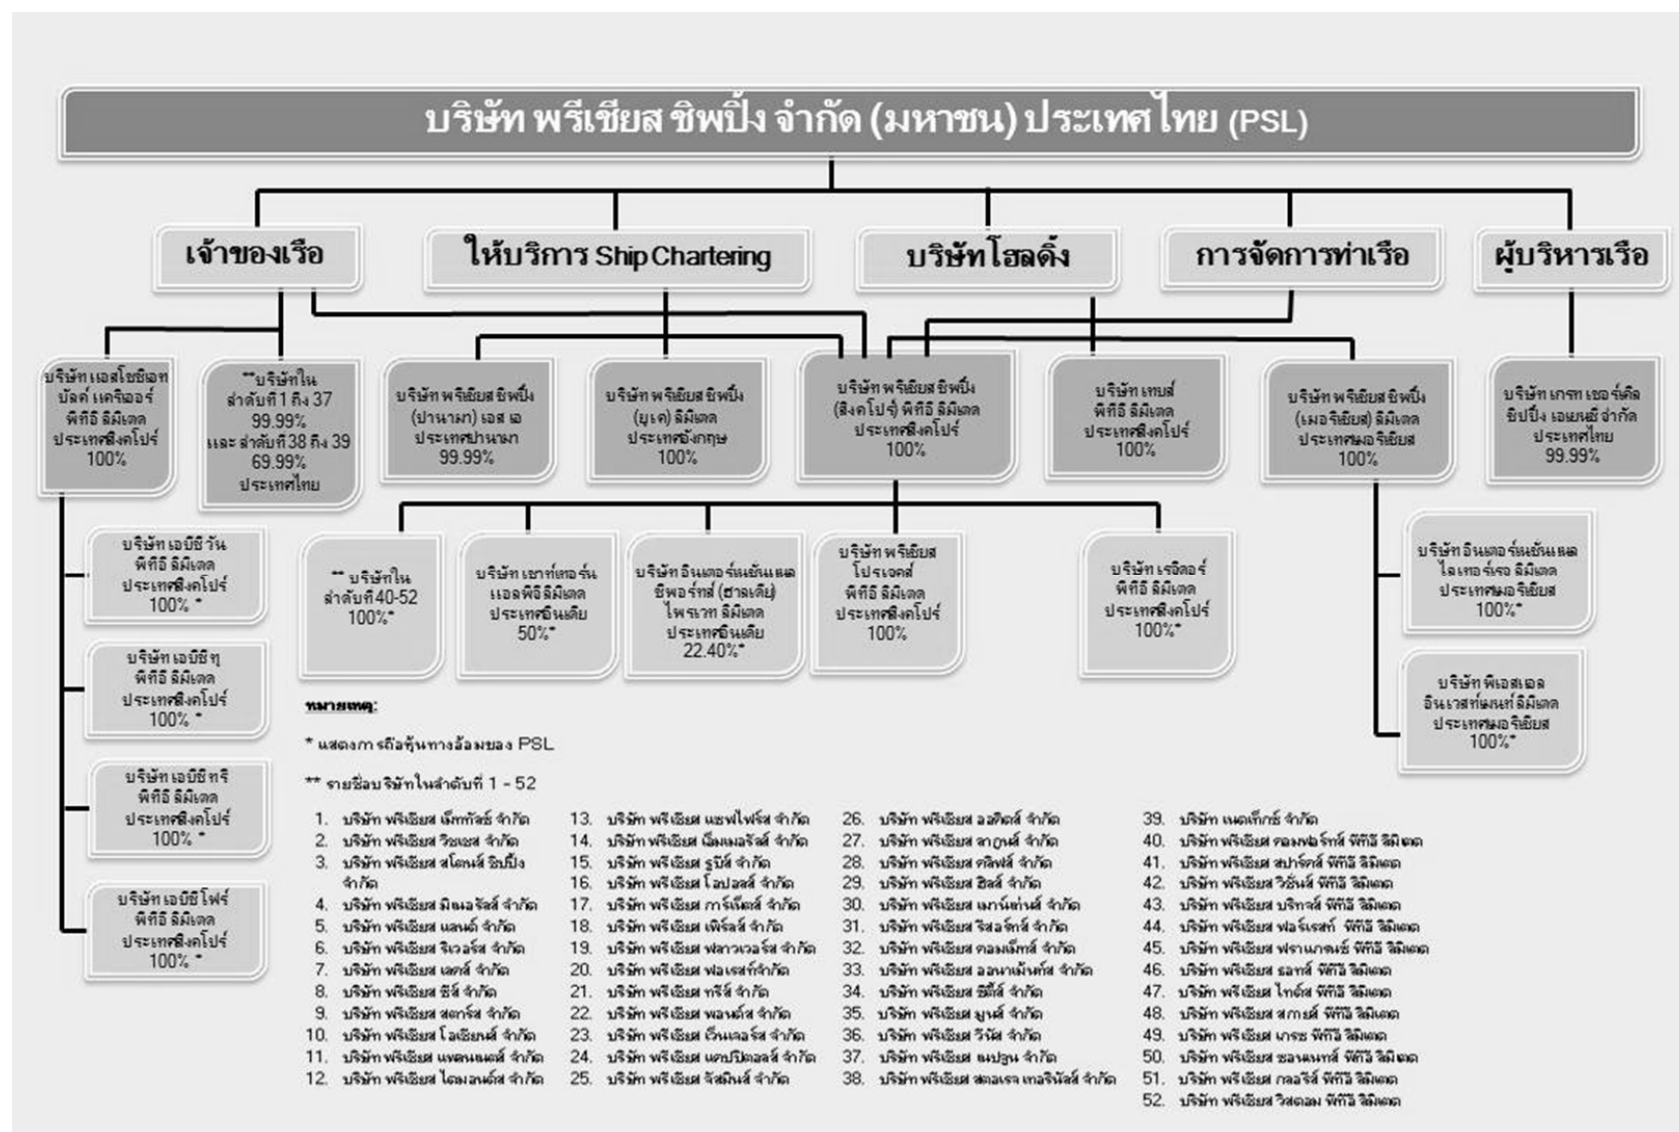 บริษัท พรีเชียส ชิพปิ้ง จำกัด (มหาชน) ประเทศไทย (PSL)
เจ้าของเรือ
ให้บริการ Ship Chartering
บริษัทโฮลดิ้ง
การจัดการท่าเรือ
ผู้บริหารเรือ
บริษัท แอสโซซิเอท
บัลค์ แคริเออร์
พีทีอี ลิมิเตด
ประเทศสิงคโปร์
100%
**บริษัทใน
ลำดับที่ 1 ถึง 37
99.99%
และ ลำดับที่ 38 ถึง 39
69.99%
ประเทศไทย
บริษัท พรีเชียส ชิพปิ้ง
(ปานามา) เอส เอ
ประเทศปานามา
99.99%
บริษัท พรีเชียส ชิพปิ้ง
(ยูเค) ลิมิเตด
ประเทศอังกฤษ
100%
บริษัท พรีเชียส ชิพปิ้ง
(สิงคโปร์) พีทีอี ลิมิเตด
ประเทศสิงคโปร์
100%
บริษัท เทบส์
พีทีอี ลิมิเตด
ประเทศสิงคโปร์
100%
บริษัท พรีเชียส ชิพปิ้ง
(เมอริเชียส) ลิมิเตด
ประเทศมอริเชียส
100%
บริษัท เกรท เซอร์เคิล
ชิปปิ้ง เอเยนซี่ จำกัด
ประเทศไทย
99.99%
บริษัท เอบีซี วัน
พีทีอี ลิมิเตด
ประเทศสิงคโปร์
100% *
บริษัท เอบีซี ทู
พีทีอี ลิมิเตด
ประเทศสิงคโปร์
100% *
บริษัท เอบีซี ทรี
พีทีอี ลิมิเตด
ประเทศสิงคโปร์
100% *
บริษัท เอบีซี โฟร์
พีทีอี ลิมิเตด
ประเทศสิงคโปร์
100% *
** บริษัทใน
ลำดับที่ 40-52
100%*
บริษัท เซาท์เทอร์น
แอลพีจี ลิมิเตด
ประเทศอินเดีย
50%*
บริษัท อินเตอร์เนชั่นแนล
ซีพอร์ทส์ (ฮาลเดีย)
ไพรเวท ลิมิเตด
ประเทศอินเดีย
22.40%*
บริษัท พรีเชียส
โปรเจคส์
พีทีอี ลิมิเตด
ประเทศสิงคโปร์
100%
บริษัท เรจิดอร์
พีทีอี ลิมิเตด
ประเทศสิงคโปร์
100%*
บริษัท อินเตอร์เนชั่นแนล
ไลเทอร์เรจ ลิมิเตด
ประเทศมอริเชียส
100%*
บริษัท พีเอสแอล
อินเวสท์เมนท์ ลิมิเตด
ประเทศมอริเชียส
100%*
หมายเหตุ:
* แสดงการถือหุ้นทางอ้อมของ PSL
** รายชื่อบริษัทในลำดับที่ 1 - 52
1. บริษัท พรีเชียส เม็ททัลซ์ จำกัด
2. บริษัท พรีเชียส วิชเชส จำกัด
3. บริษัท พรีเชียส สโตนส์ ชิปปิ้ง
จำกัด
4. บริษัท พรีเชียส มิเนอรัลส์ จำกัด
5. บริษัท พรีเชียส แลนด์ จำกัด
6. บริษัท พรีเชียส ริเวอร์ส จำกัด
7. บริษัท พรีเชียส เลคส์ จำกัด
8. บริษัท พรีเชียส ซีส์ จำกัด
9. บริษัท พรีเชียส สตาร์ส จำกัด
10. บริษัท พรีเชียส โอเชียนส์ จำกัด
11. บริษัท พรีเชียส แพลนเนตส์ จำกัด
12. บริษัท พรีเชียส ไดมอนด์ส จำกัด
13. บริษัท พรีเชียส แซฟไฟร์ส จำกัด
14. บริษัท พรีเชียส เอ็มเมอรัลส์ จำกัด
15. บริษัท พรีเชียส รูบีส์ จำกัด
16. บริษัท พรีเชียส โอปอลส์ จำกัด
17. บริษัท พรีเชียส การ์เน็ตส์ จำกัด
18. บริษัท พรีเชียส เพิร์ลส์ จำกัด
19. บริษัท พรีเชียส ฟลาวเวอร์ส จำกัด
20. บริษัท พรีเชียส ฟอเรสท์จำกัด
21. บริษัท พรีเชียส ทรีส์ จำกัด
22. บริษัท พรีเชียส พอนด์ส จำกัด
23. บริษัท พรีเชียส เว็นเจอร์ส จำกัด
24. บริษัท พรีเชียส แคปปิตอลส์ จำกัด
25. บริษัท พรีเชียส จัสมินส์ จำกัด
26. บริษัท พรีเชียส ออคิดส์ จำกัด
27. บริษัท พรีเชียส ลากูนส์ จำกัด
28. บริษัท พรีเชียส คลิฟส์ จำกัด
29. บริษัท พรีเชียส ฮิลส์ จำกัด
30. บริษัท พรีเชียส เมาน์เท่นส์ จำกัด
31. บริษัท พรีเชียส รีสอร์ทส์ จำกัด
32. บริษัท พรีเชียส คอมเม็ทส์ จำกัด
33. บริษัท พรีเชียส ออนาเม้นท์ส จำกัด
34. บริษัท พรีเชียส ซิตี้ส์ จำกัด
35. บริษัท พรีเชียส มูนส์ จำกัด
36. บริษัท พรีเชียส วีนัส จำกัด
37. บริษัท พรีเชียส เนปจูน จำกัด
38. บริษัท พรีเชียส สตอเรจ เทอร์มินัลส์ จำกัด
39. บริษัท เนดเท็กซ์ จำกัด
40. บริษัท พรีเชียส คอมฟอร์ทส์ พีทีอี ลิมิเตด
41. บริษัท พรีเชียส สปาร์คส์ พีทีอี ลิมิเตด
42. บริษัท พรีเชียส วิชั่นส์ พีทีอี ลิมิเตด
43. บริษัท พรีเชียส บริทจส์ พีทีอี ลิมิเตด
44. บริษัท พรีเชียส ฟอร์เรสท์ พีทีอี ลิมิเตด
45. บริษัท พรีเชียส ฟราแกรนซ์ พีทีอี ลิมิเตด
46. บริษัท พรีเชียส ธอทส์ พีทีอี ลิมิเตด
47. บริษัท พรีเชียส ไทด์ส พีทีอี ลิมิเตด
48. บริษัท พรีเชียส สกายส์ พีทีอี ลิมิเตด
49. บริษัท พรีเชียส เกรซ พีทีอี ลิมิเตด
50. บริษัท พรีเชียส ซอนเนทส์ พีทีอี ลิมิเตด
51. บริษัท พรีเชียส กลอรีส์ พีทีอี ลิมิเตด
52. บริษัท พรีเชียส วิสดอม พีทีอี ลิมิเตด